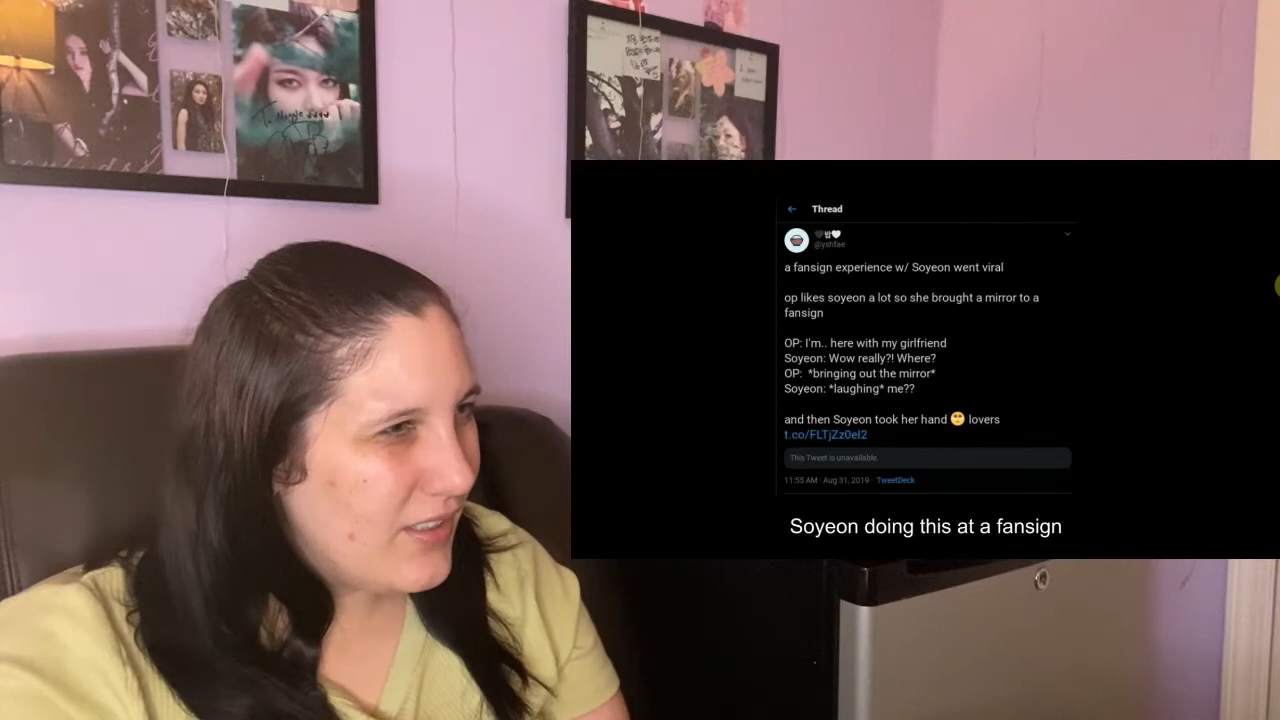 Thread
🖤밥🤍
@yshfae
a fansign experience w/ Soyeon went viral
op likes soyeon a lot so she brought a mirror to a
fansign
OP: I'm.. here with my girlfriend
Soyeon: Wow really?! Where?
OP: *bringing out the mirror*
Soyeon: *laughing* me??
and then Soyeon took her hand 🥺 lovers
t.co/FLTjZz0eI2
This Tweet is unavailable.
11:55 AM · Aug 31, 2019 · TweetDeck
Soyeon doing this at a fansign